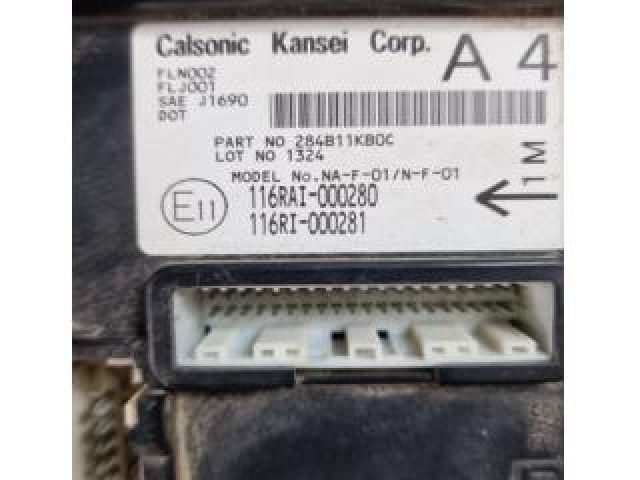 Calsonic Kansei Corp.
A 4
FLN002
FLJ001
SAE J1690
DOT
PART NO 284B11KB0C
LOT NO 1324
MODEL No.NA-F-01/N-F-01
E11
116RAI-000280
116RI-000281
1M